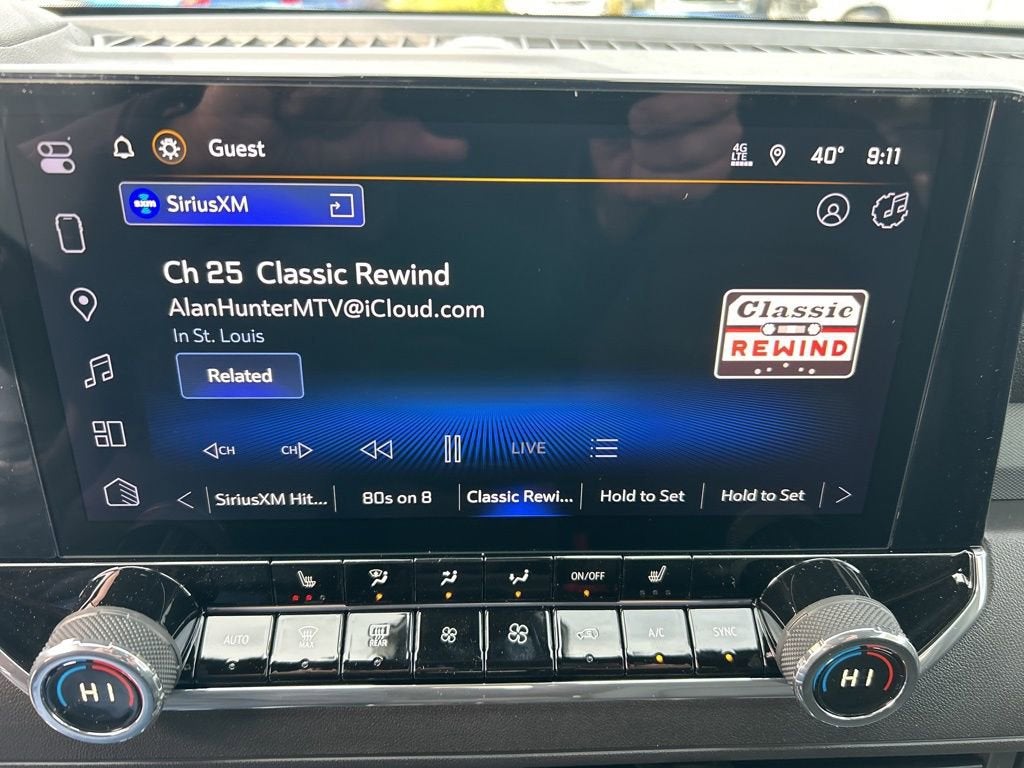 Guest
4G
LTE
40° 9:11
sxm SiriusXM
Ch 25 Classic Rewind
AlanHunterMTV@iCloud.com
In St. Louis
Related
Classic
REWIND
CH CH LIVE
SiriusXM Hit... 80s on 8 Classic Rewi... Hold to Set Hold to Set
ON/OFF
AUTO MAX REAR A/C SYNC
HI HI